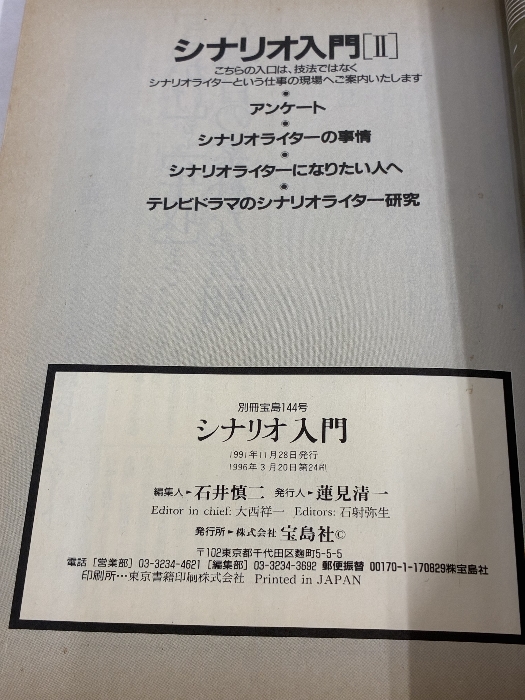 シナリオ入門[II]
こちらの入口は、技法ではなく
シナリオライターという仕事の現場へご案内いたします
アンケート
シナリオライターの事情
シナリオライターになりたい人へ
テレビドラマのシナリオライター研究
別冊宝島144号
シナリオ入門
1991年11月28日発行
1996年3月20日第24刷
編集人▸石井慎二 発行人▸蓮見清一
Editor in chief: 大西祥一 Editors: 石射弥生
発行所▸株式会社 宝島社©
〒102東京都千代田区麴町5-5-5
電話［営業部］03-3234-4621［編集部］03-3234-3692 郵便振替 00170-1-170829㈱宝島社
印刷所…東京書籍印刷株式会社 Printed in JAPAN